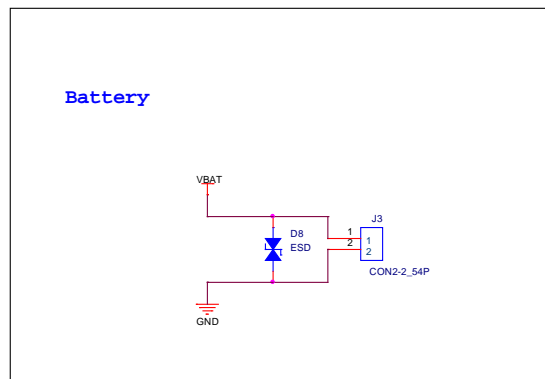 Battery
VBAT
J3
D8
1
1
ESD
2
2
CON2-2_54P
GND